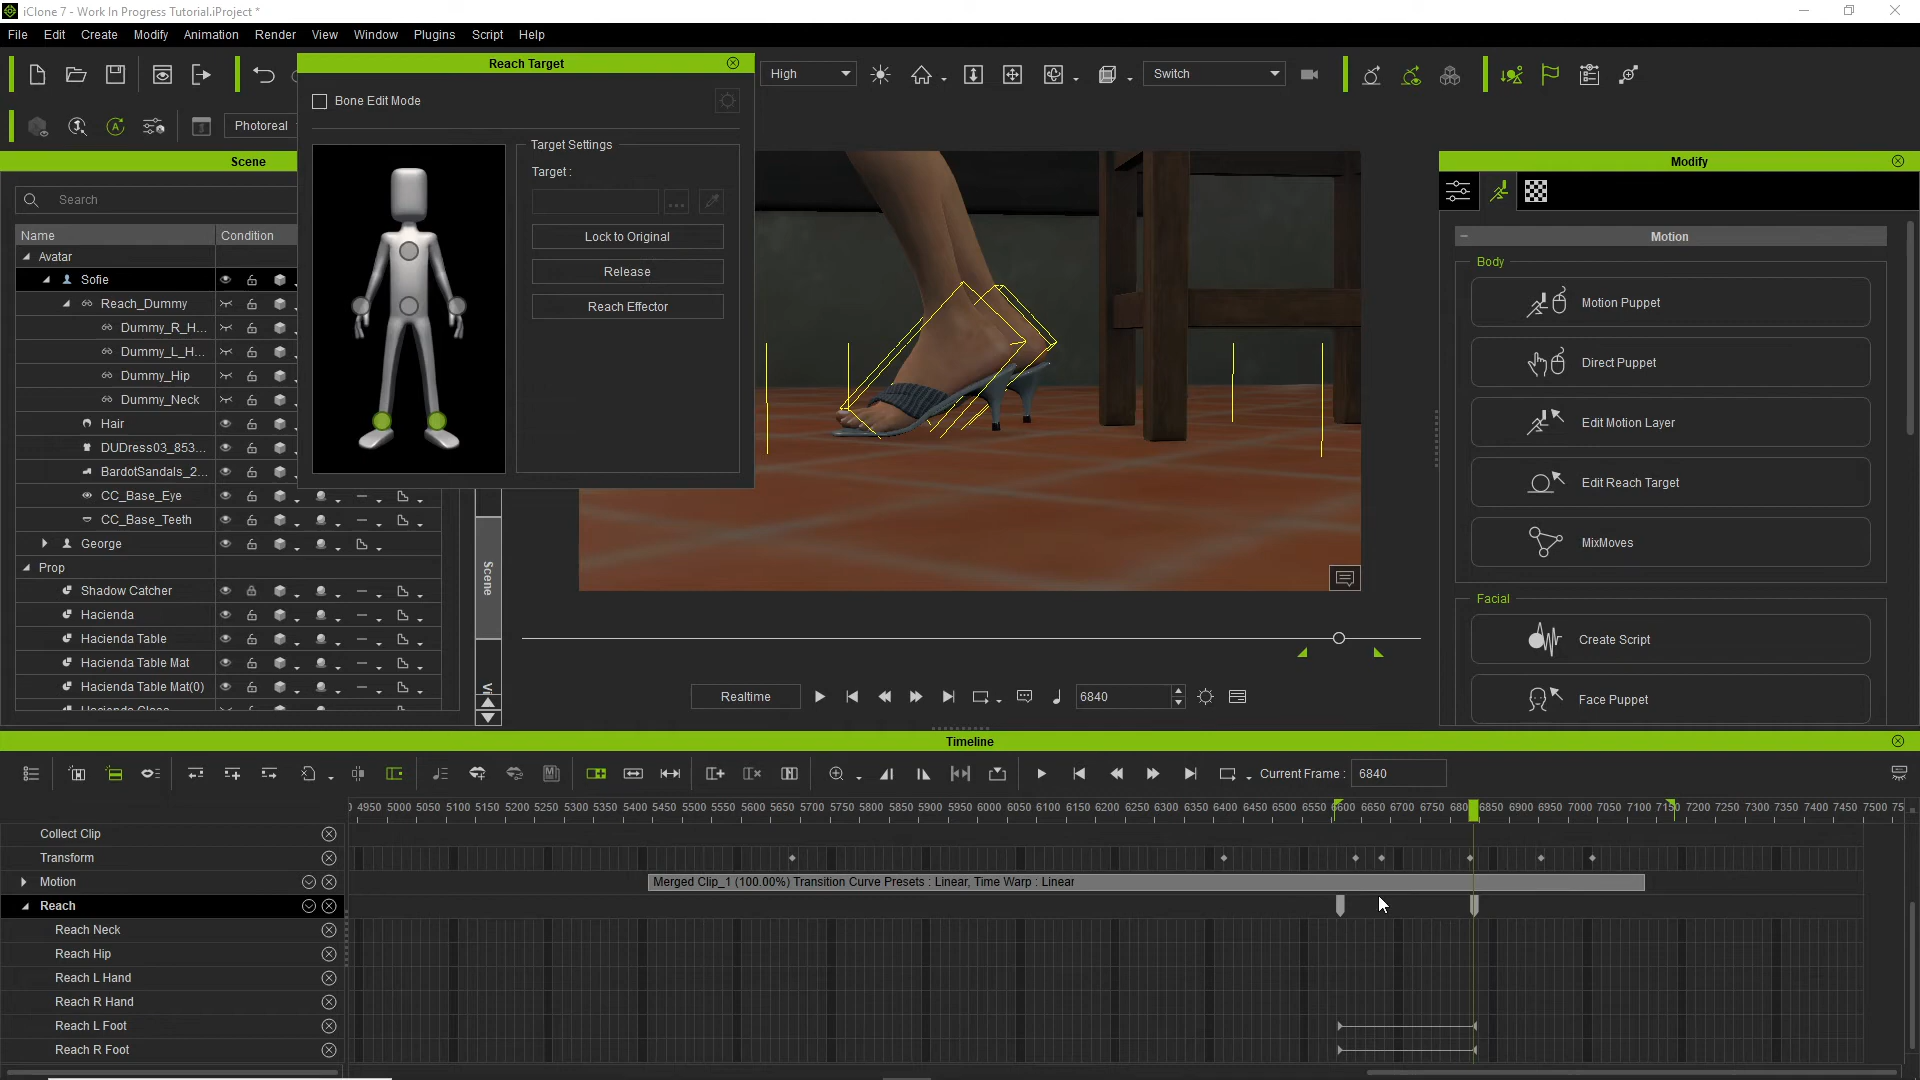 iClone 7 - Work In Progress Tutorial.iProject *
File Edit Create Modify Animation Render View Window Plugins Script Help
Reach Target
Bone Edit Mode
Target Settings
Target :
...
Lock to Original
Release
Reach Effector
High
Switch
Photoreal
Scene
Search
Name Condition
Avatar
Sofie
Reach_Dummy
Dummy_R_H...
Dummy_L_H...
Dummy_Hip
Dummy_Neck
Hair
DUDress03_853...
BardotSandals_2...
CC_Base_Eye
CC_Base_Teeth
George
Prop
Shadow Catcher
Hacienda
Hacienda Table
Hacienda Table Mat
Hacienda Table Mat(0)
Scene
Modify
Motion
Body
Motion Puppet
Direct Puppet
Edit Motion Layer
Edit Reach Target
MixMoves
Facial
Create Script
Face Puppet
Realtime 6840
Timeline
Current Frame : 6840
4950 5000 5050 5100 5150 5200 5250 5300 5350 5400 5450 5500 5550 5600 5650 5700 5750 5800 5850 5900 5950 6000 6050 6100 6150 6200 6250 6300 6350 6400 6450 6500 6550 6600 6650 6700 6750 680 6850 6900 6950 7000 7050 7100 7150 7200 7250 7300 7350 7400 7450 7500 75
Collect Clip
Transform
Motion
Merged Clip_1 (100.00%) Transition Curve Presets : Linear, Time Warp : Linear
Reach
Reach Neck
Reach Hip
Reach L Hand
Reach R Hand
Reach L Foot
Reach R Foot